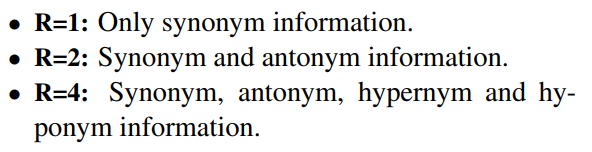 • R=1: Only synonym information.
• R=2: Synonym and antonym information.
• R=4: Synonym, antonym, hypernym and hy-
ponym information.